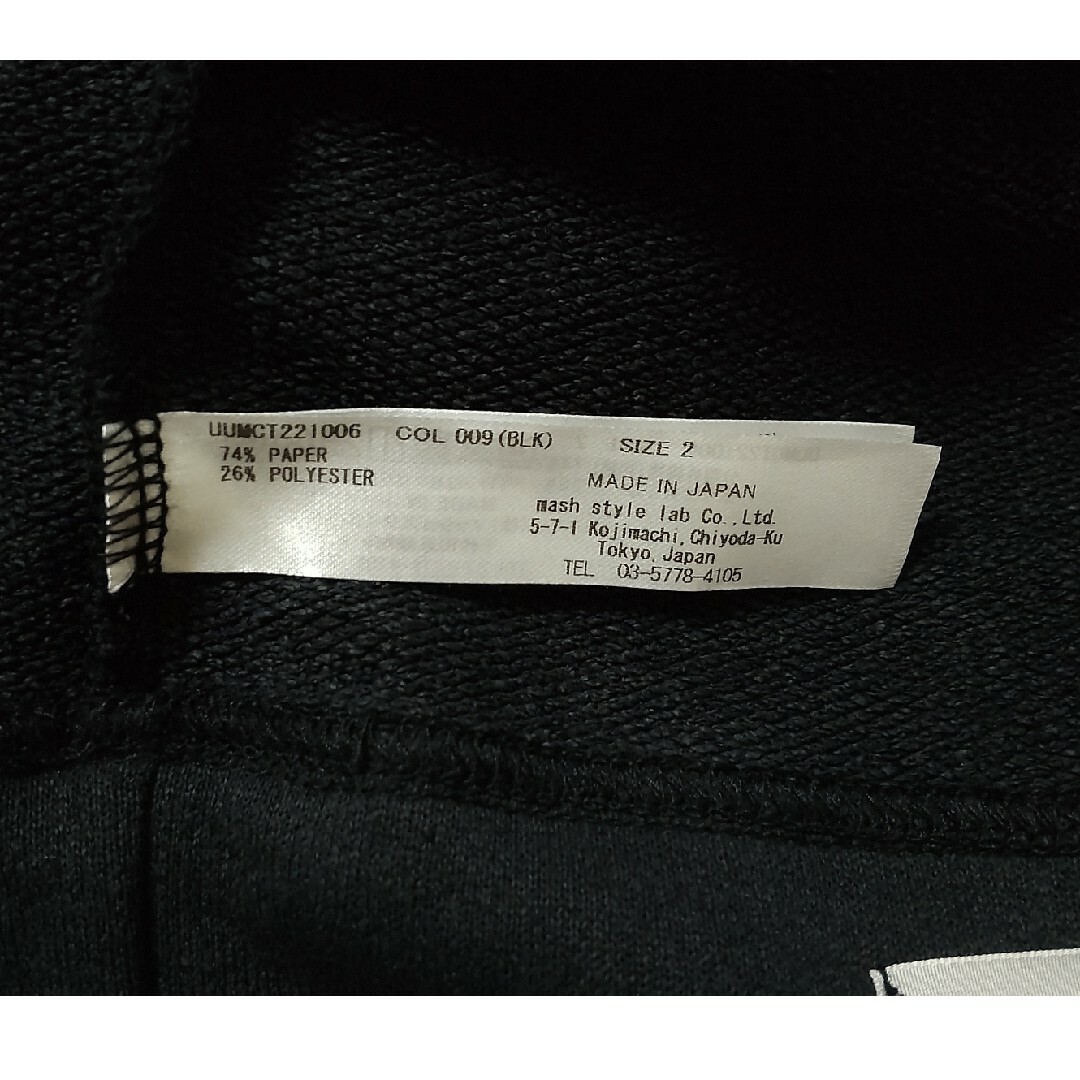 UUMCT221006 COL 009(BLK) SIZE 2
74% PAPER
26% POLYESTER
MADE IN JAPAN
mash style lab Co.,Ltd.
5-7-1 Kojimachi,Chiyoda-Ku
Tokyo,Japan
TEL 03-5778-4105